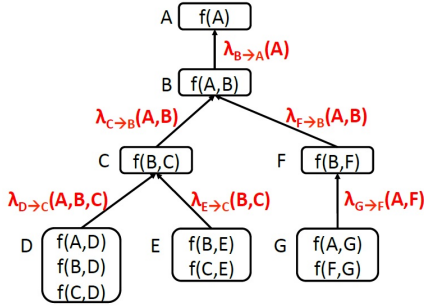 A f(A)
λB→A(A)
B f(A,B)
λC→B(A,B) λF→B(A,B)
C f(B,C) F f(B,F)
λD→C(A,B,C) λE→C(B,C) λG→F(A,F)
D f(A,D) E f(B,E) G f(A,G)
f(B,D) f(C,E) f(F,G)
f(C,D)